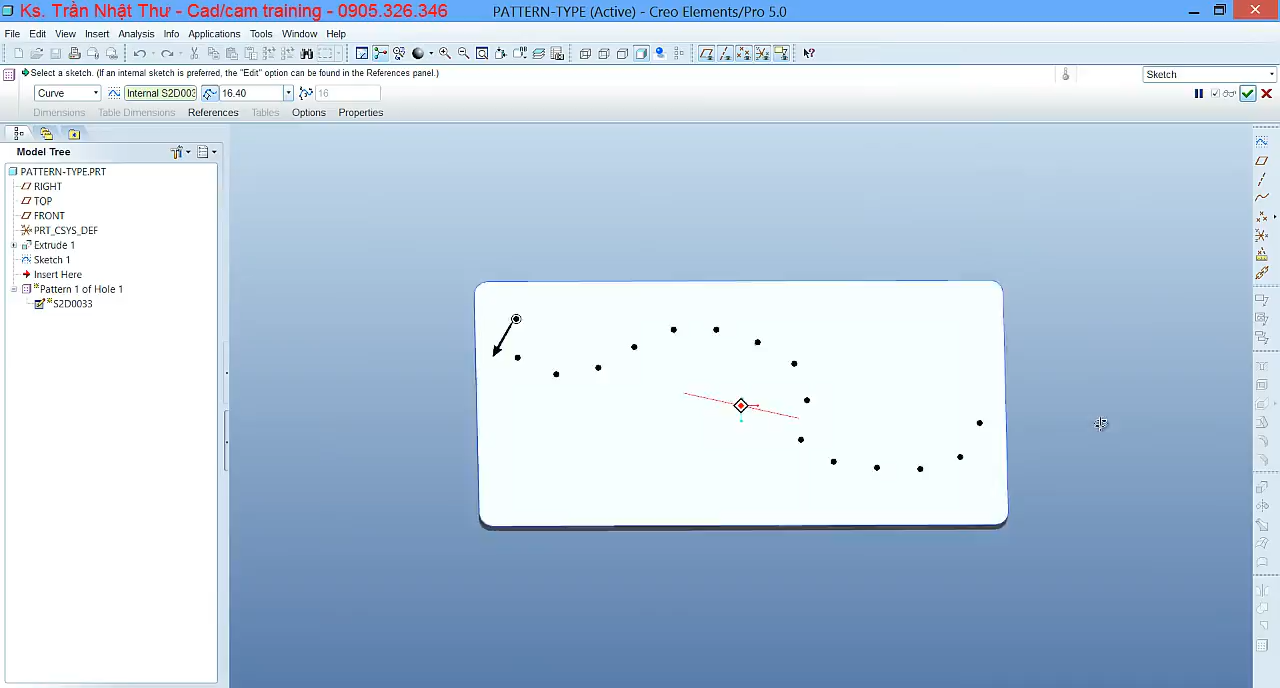 Ks. Trần Nhật Thư - Cad/cam training - 0905.326.346
PATTERN-TYPE (Active) - Creo Elements/Pro 5.0
File Edit View Insert Analysis Info Applications Tools Window Help
Select a sketch. (If an internal sketch is preferred, the "Edit" option can be found in the References panel.)
Sketch
Curve Internal S2D003 16.40 16
Dimensions Table Dimensions References Tables Options Properties
Model Tree
PATTERN-TYPE.PRT
RIGHT
TOP
FRONT
PRT_CSYS_DEF
Extrude 1
Sketch 1
Insert Here
Pattern 1 of Hole 1
S2D0033